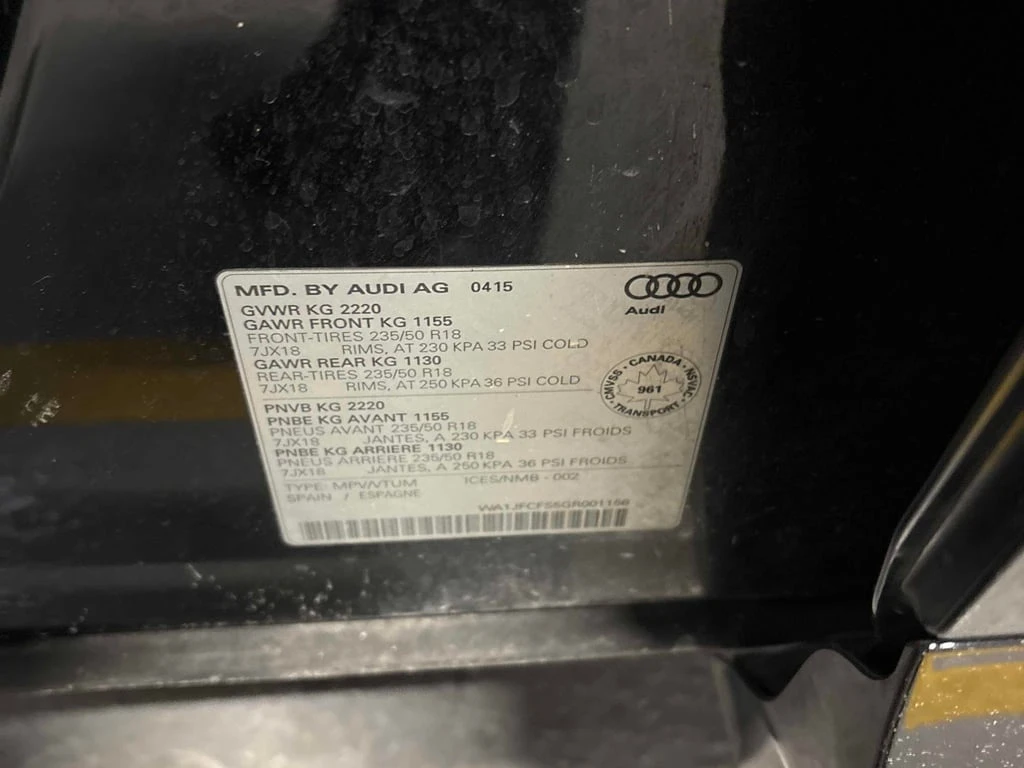 MFD. BY AUDI AG 0415
Audi
GVWR KG 2220
GAWR FRONT KG 1155
FRONT-TIRES 235/50 R18
7JX18 RIMS, AT 230 KPA 33 PSI COLD
GAWR REAR KG 1130
REAR-TIRES 235/50 R18
7JX18 RIMS, AT 250 KPA 36 PSI COLD
CMVSS · CANADA · NSVAC
961
TRANSPORT
PNVB KG 2220
PNBE KG AVANT 1155
PNEUS AVANT 235/50 R18
7JX18 JANTES, A 230 KPA 33 PSI FROIDS
PNBE KG ARRIERE 1130
PNEUS ARRIERE 235/50 R18
7JX18 JANTES, A 250 KPA 36 PSI FROIDS
TYPE: MPV/VTUM ICES/NMB - 002
SPAIN / ESPAGNE
WA1JFCFS5GR001156